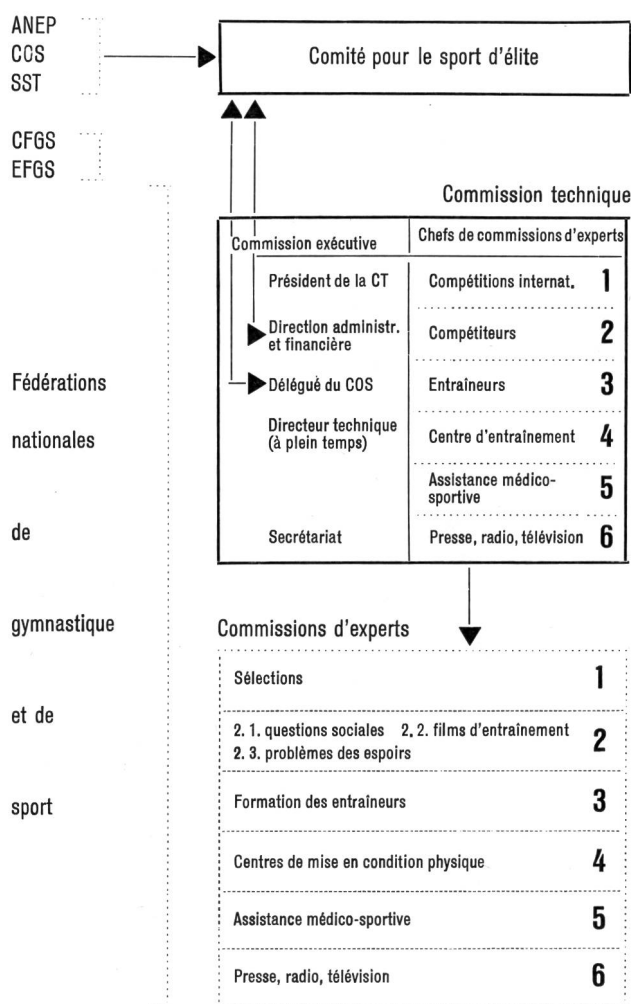 ANEP
COS
SST
Comité pour le sport d'élite
CFGS
EFGS
Fédérations
nationales
de
gymnastique
et de
sport
Commission technique
Commission exécutive
Chefs de commissions d'experts
Président de la CT
Compétitions internat. 1
Direction administr.
et financière
Compétiteurs 2
Délégué du COS
Entraîneurs 3
Directeur technique
(à plein temps)
Centre d'entraînement 4
Assistance médico-
sportive 5
Secrétariat
Presse, radio, télévision 6
Commissions d'experts
Sélections 1
2. 1. questions sociales 2. 2. films d'entraînement
2. 3. problèmes des espoirs 2
Formation des entraîneurs 3
Centres de mise en condition physique 4
Assistance médico-sportive 5
Presse, radio, télévision 6